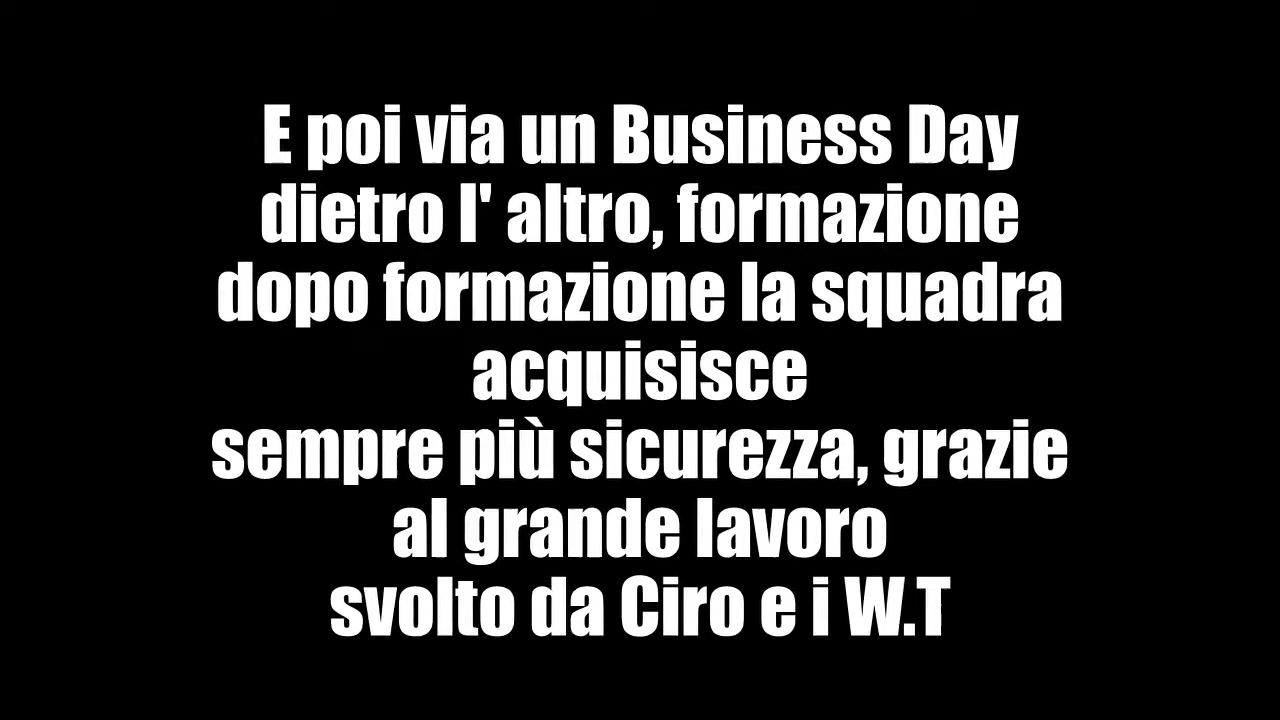 E poi via un Business Day
dietro l' altro, formazione
dopo formazione la squadra
acquisisce
sempre più sicurezza, grazie
al grande lavoro
svolto da Ciro e i W.T